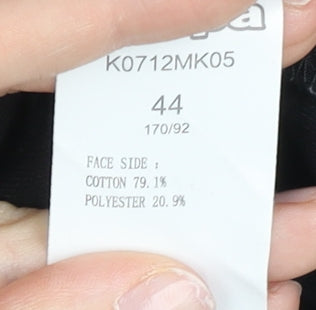 K0712MK05
44
170/92
FACE SIDE :
COTTON 79.1%
POLYESTER 20.9%